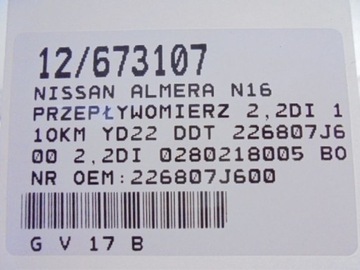 12/673107
NISSAN ALMERA N16
PRZEPŁYWOMIERZ 2,2DI 1
10KM YD22 DDT 226807J6
00 2,2DI 0280218005 BO
NR OEM:226807J600
G V 17 B